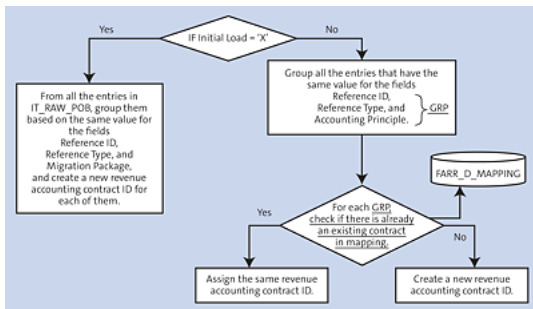 Yes
IF Initial Load = 'X'
No
From all the entries in
IT_RAW_POB, group them
based on the same value for
the fields
Reference ID,
Reference Type, and
Migration Package,
and create a new revenue
accounting contract ID for
each of them.
Group all the entries that have the
same value for the fields
Reference ID,
Reference Type, and
Accounting Principle.
GRP
FARR_D_MAPPING
Yes
For each GRP,
check if there is already
an existing contract
in mapping.
No
Assign the same revenue
accounting contract ID.
Create a new revenue
accounting contract ID.